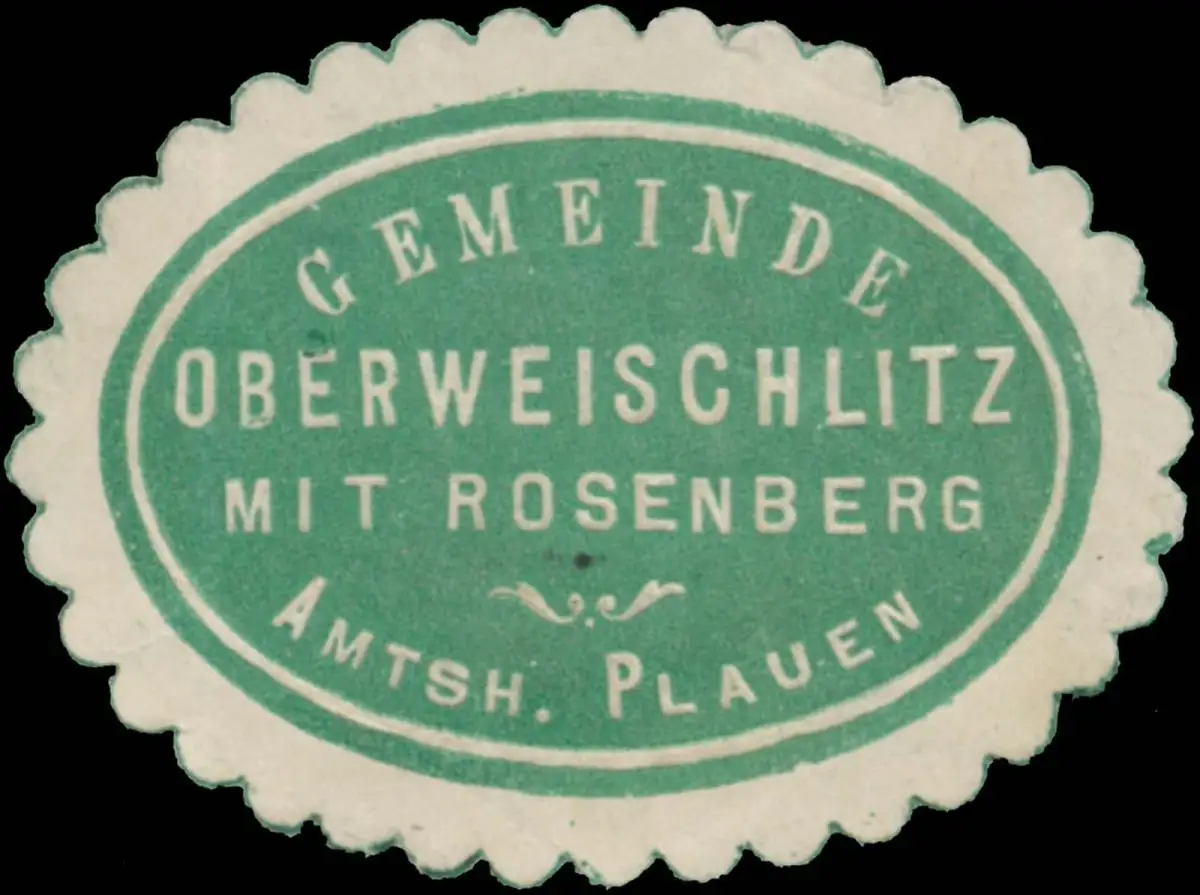 GEMEINDE
OBERWEISCHLITZ
MIT ROSENBERG
AMTSH. PLAUEN